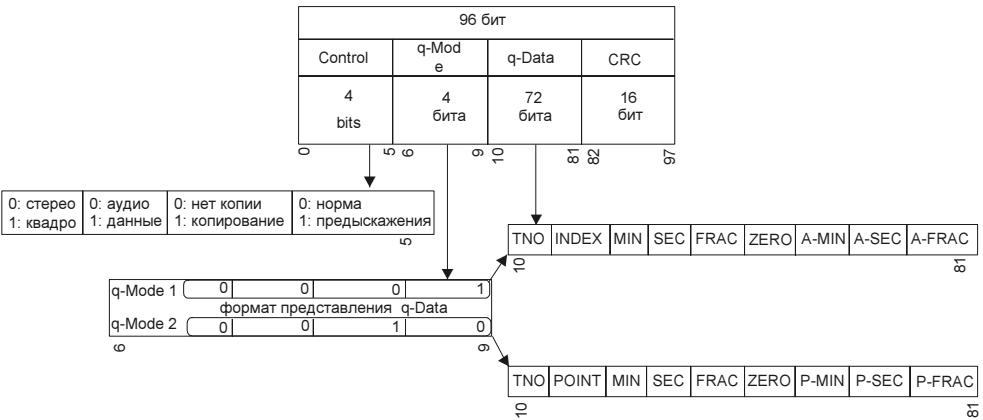 96 бит
Control q-Mod
e q-Data CRC
4
bits 4
бита 72
бита 16
бит
0 5 6 9 10 81 82 97
0: стерео 0: аудио 0: нет копии 0: норма
1: квадро 1: данные 1: копирование 1: предыскажения
5
TNO INDEX MIN SEC FRAC ZERO A-MIN A-SEC A-FRAC
10 81
q-Mode 1 0 0 0 1
формат представления q-Data
q-Mode 2 0 0 1 0
6 9
TNO POINT MIN SEC FRAC ZERO P-MIN P-SEC P-FRAC
10 81